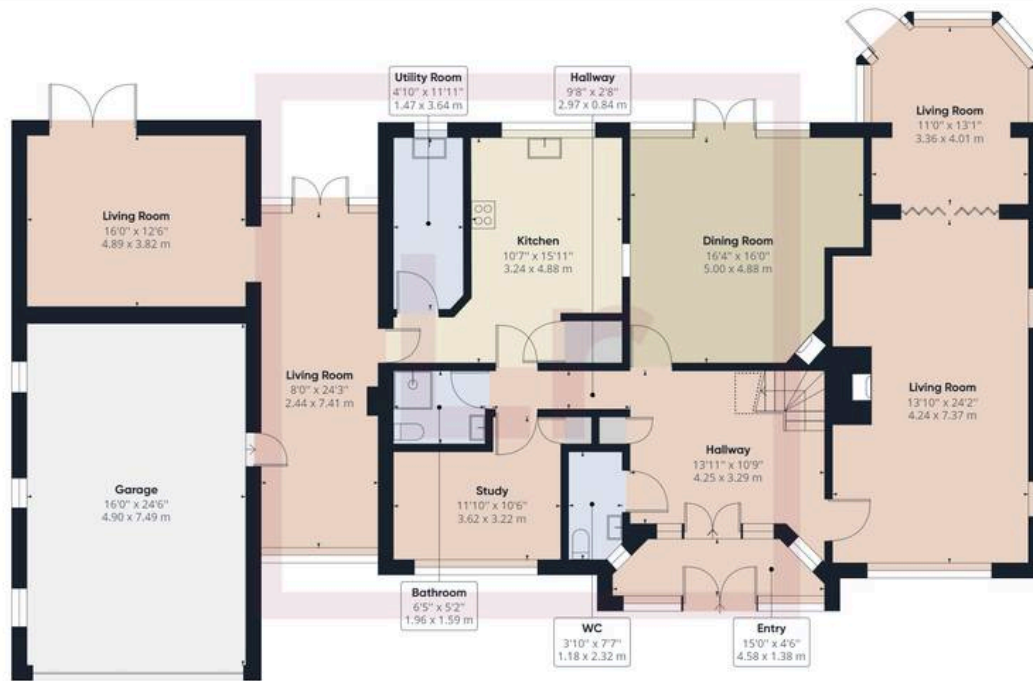 Utility Room
4'10" x 11'11"
1.47 x 3.64 m
Hallway
9'8" x 2'8"
2.97 x 0.84 m
Living Room
11'0" x 13'1"
3.36 x 4.01 m
Living Room
16'0" x 12'6"
4.89 x 3.82 m
Kitchen
10'7" x 15'11"
3.24 x 4.88 m
Dining Room
16'4" x 16'0"
5.00 x 4.88 m
Living Room
8'0" x 24'3"
2.44 x 7.41 m
Living Room
13'10" x 24'2"
4.24 x 7.37 m
Hallway
13'11" x 10'9"
4.25 x 3.29 m
Garage
16'0" x 24'6"
4.90 x 7.49 m
Study
11'10" x 10'6"
3.62 x 3.22 m
Bathroom
6'5" x 5'2"
1.96 x 1.59 m
WC
3'10" x 7'7"
1.18 x 2.32 m
Entry
15'0" x 4'6"
4.58 x 1.38 m